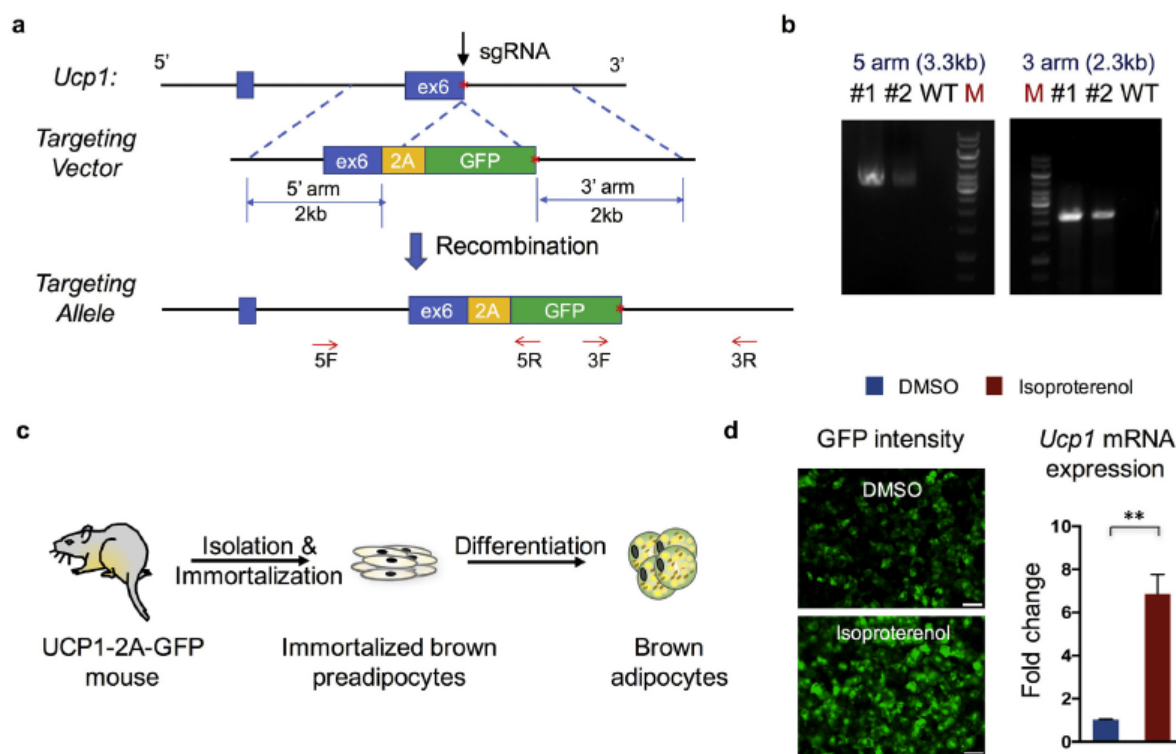 a
5'
sgRNA
3'
Ucp1:
ex6
Targeting
Vector
ex6 2A GFP
5' arm
2kb
3' arm
2kb
Recombination
Targeting
Allele
ex6 2A GFP
5F
5R
3F
3R
b
5 arm (3.3kb)
#1 #2 WT M
3 arm (2.3kb)
M #1 #2 WT
c
Isolation &
Immortalization
Differentiation
UCP1-2A-GFP
mouse
Immortalized brown
preadipocytes
Brown
adipocytes
DMSO
Isoproterenol
d
GFP intensity
DMSO
Isoproterenol
Ucp1 mRNA
expression
**
Fold change
10
8
6
4
2
0